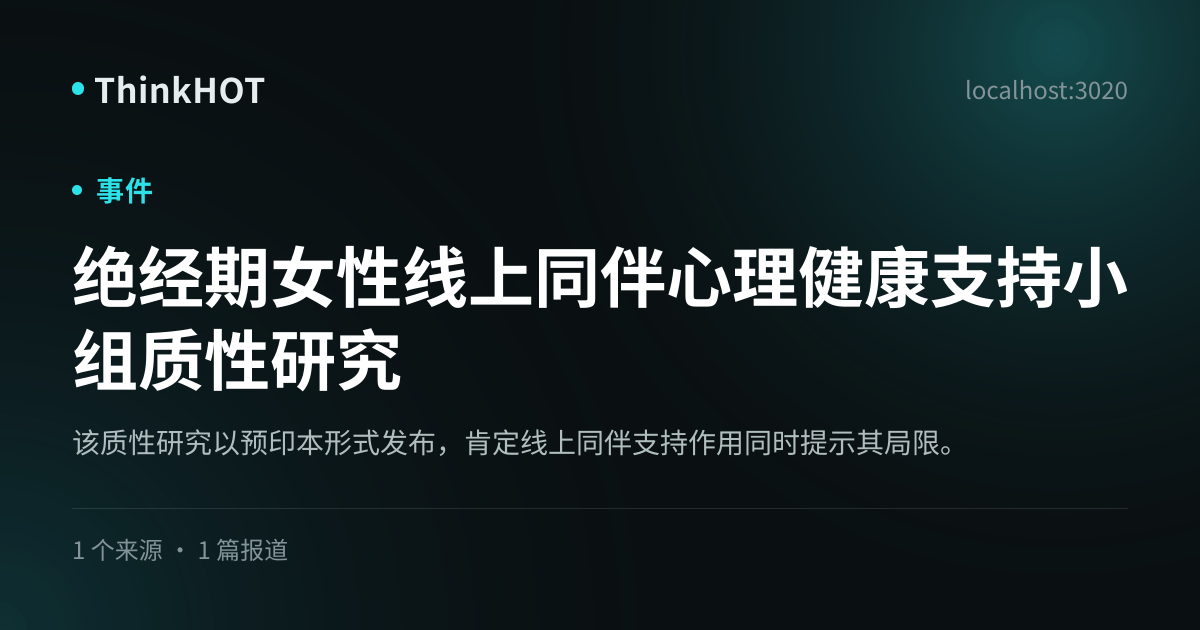 ThinkHOT
localhost:3020
事件
绝经期女性线上同伴心理健康支持小
组质性研究
该质性研究以预印本形式发布，肯定线上同伴支持作用同时提示其局限。
1 个来源 · 1 篇报道